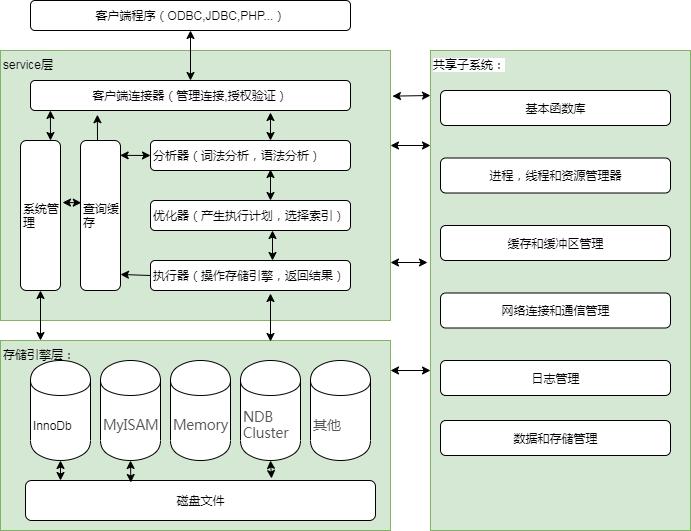 客户端程序（ODBC,JDBC,PHP...）
service层
客户端连接器（管理连接,授权验证）
系统管理
查询缓存
分析器（词法分析，语法分析）
优化器（产生执行计划，选择索引）
执行器（操作存储引擎，返回结果）
存储引擎层：
InnoDb
MyISAM
Memory
NDB
Cluster
其他
磁盘文件
共享子系统：
基本函数库
进程，线程和资源管理器
缓存和缓冲区管理
网络连接和通信管理
日志管理
数据和存储管理